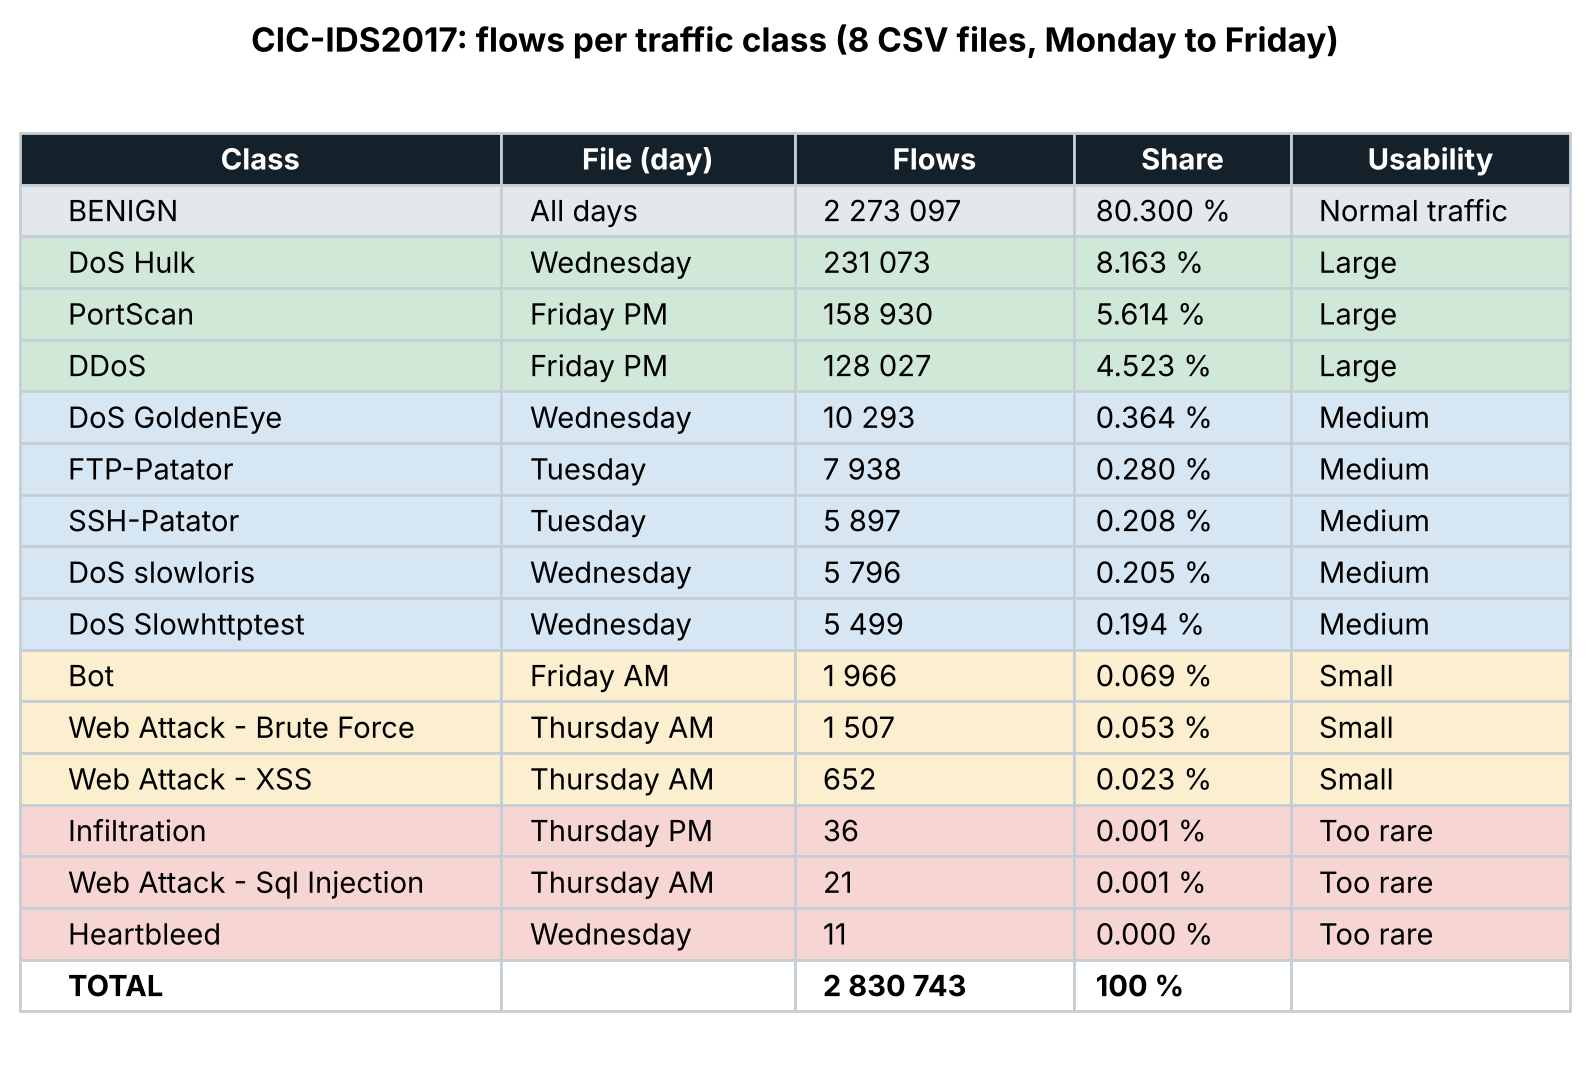 CIC-IDS2017: flows per traffic class (8 CSV files, Monday to Friday)
Class File (day) Flows Share Usability
BENIGN All days 2 273 097 80.300 % Normal traffic
DoS Hulk Wednesday 231 073 8.163 % Large
PortScan Friday PM 158 930 5.614 % Large
DDoS Friday PM 128 027 4.523 % Large
DoS GoldenEye Wednesday 10 293 0.364 % Medium
FTP-Patator Tuesday 7 938 0.280 % Medium
SSH-Patator Tuesday 5 897 0.208 % Medium
DoS slowloris Wednesday 5 796 0.205 % Medium
DoS Slowhttptest Wednesday 5 499 0.194 % Medium
Bot Friday AM 1 966 0.069 % Small
Web Attack - Brute Force Thursday AM 1 507 0.053 % Small
Web Attack - XSS Thursday AM 652 0.023 % Small
Infiltration Thursday PM 36 0.001 % Too rare
Web Attack - Sql Injection Thursday AM 21 0.001 % Too rare
Heartbleed Wednesday 11 0.000 % Too rare
TOTAL 2 830 743 100 %